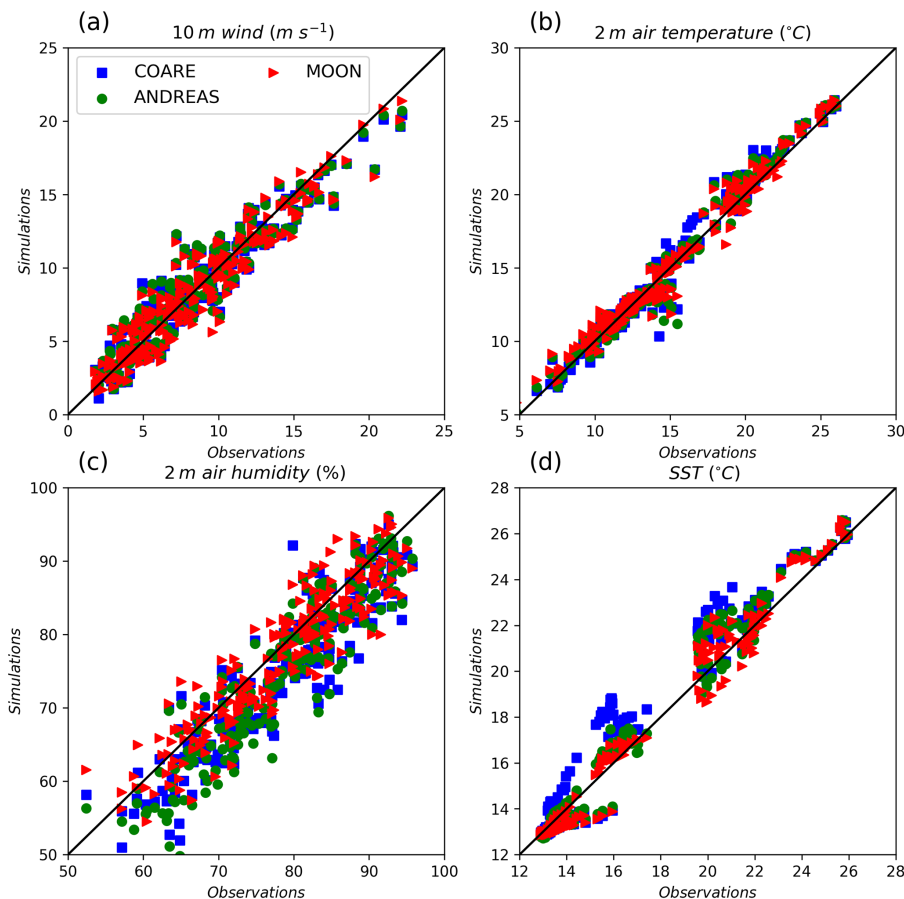 (a)
10 m wind (m s⁻¹)
COARE
ANDREAS
MOON
25
20
15
10
5
0
Simulations
0 5 10 15 20 25
Observations
(b)
2 m air temperature (°C)
30
25
20
15
10
5
Simulations
5 10 15 20 25 30
Observations
(c)
2 m air humidity (%)
100
90
80
70
60
50
Simulations
50 60 70 80 90 100
Observations
(d)
SST (°C)
28
26
24
22
20
18
16
14
12
Simulations
12 14 16 18 20 22 24 26 28
Observations